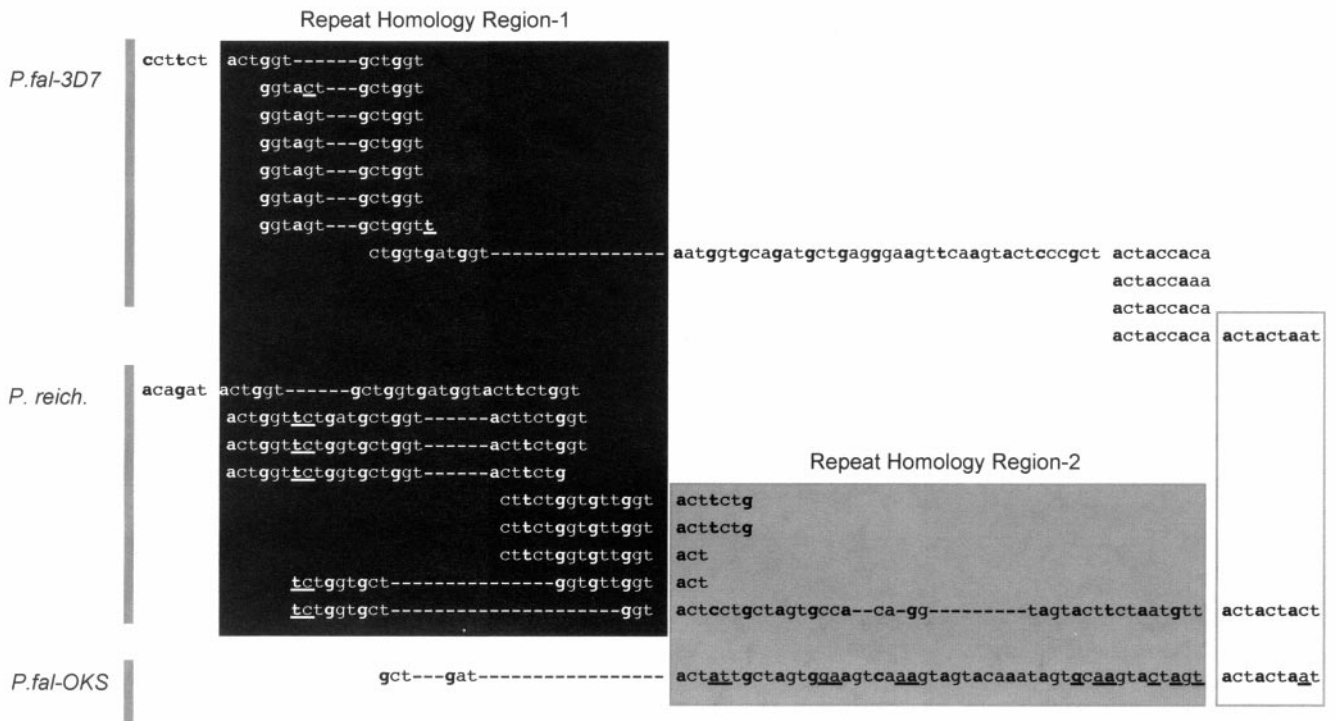 Repeat Homology Region-1
P.fal-3D7 ccttct actggt------gctggt
ggtact---gctggt
ggtagt---gctggt
ggtagt---gctggt
ggtagt---gctggt
ggtagt---gctggt
ggtagt---gctggtt
ctggtgatggt---------------- aatggtgcagatgctgagggaagttcaagtactcccgct actaccaca
actaccaaa
actaccaca
actaccaca actactaat
P. reich. acagat actggt------gctggtgatggtacttctggt
actggttctgatgctggt------acttctggt
actggttctggtgctggt------acttctggt
actggttctggtgctggt------acttctg
Repeat Homology Region-2
cttctggtgttggt acttctg
cttctggtgttggt acttctg
cttctggtgttggt act
tctggtgct---------------ggtgttggt act
tctggtgct---------------------ggt actcctgctagtgcca--ca-gg---------tagtacttctaatgtt actactact
P.fal-OKS gct---gat----------------- actattgctagtggaagtcaaagtagtacaaatagtgcaagtactagt actactaat